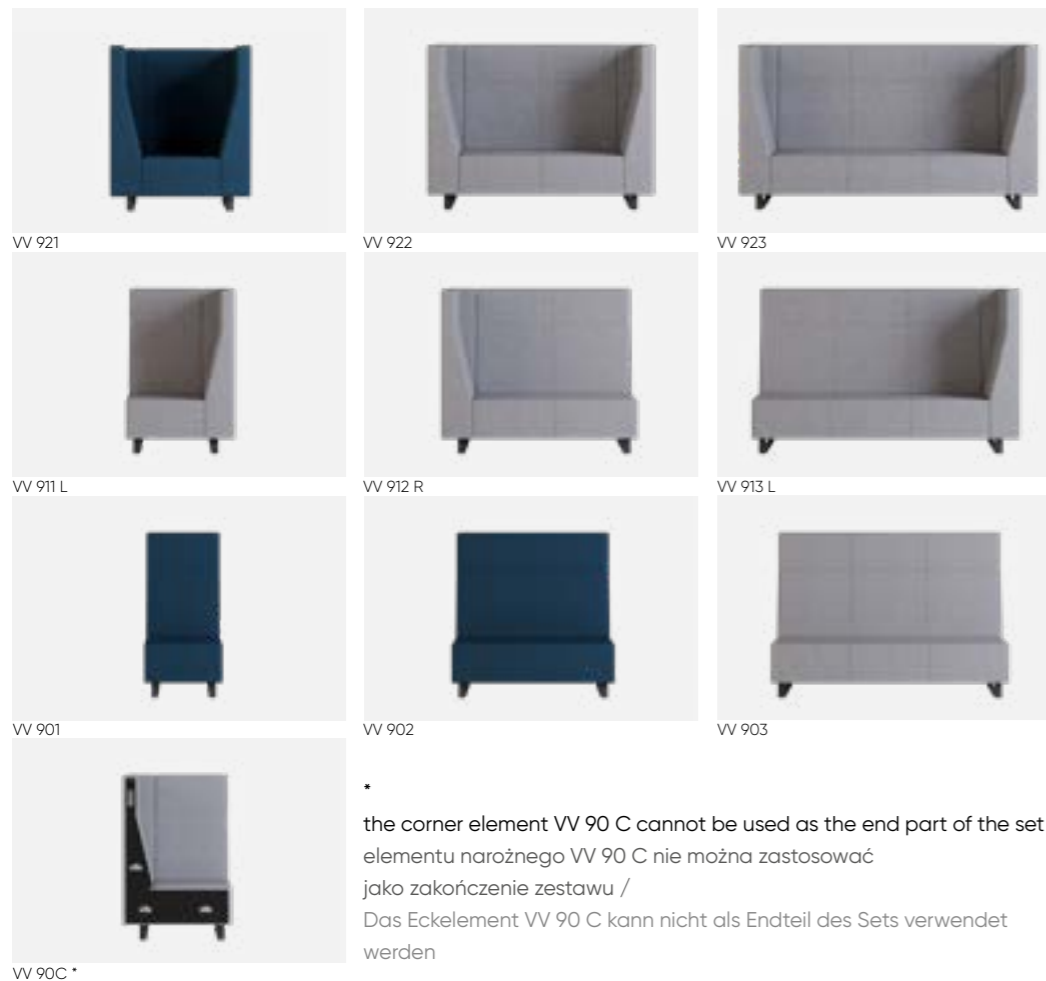 VV 921
VV 922
VV 923
VV 911 L
VV 912 R
VV 913 L
VV 901
VV 902
VV 903
VV 90C *
*
the corner element VV 90 C cannot be used as the end part of the set
elementu narożnego VV 90 C nie można zastosować
jako zakończenie zestawu /
Das Eckelement VV 90 C kann nicht als Endteil des Sets verwendet
werden